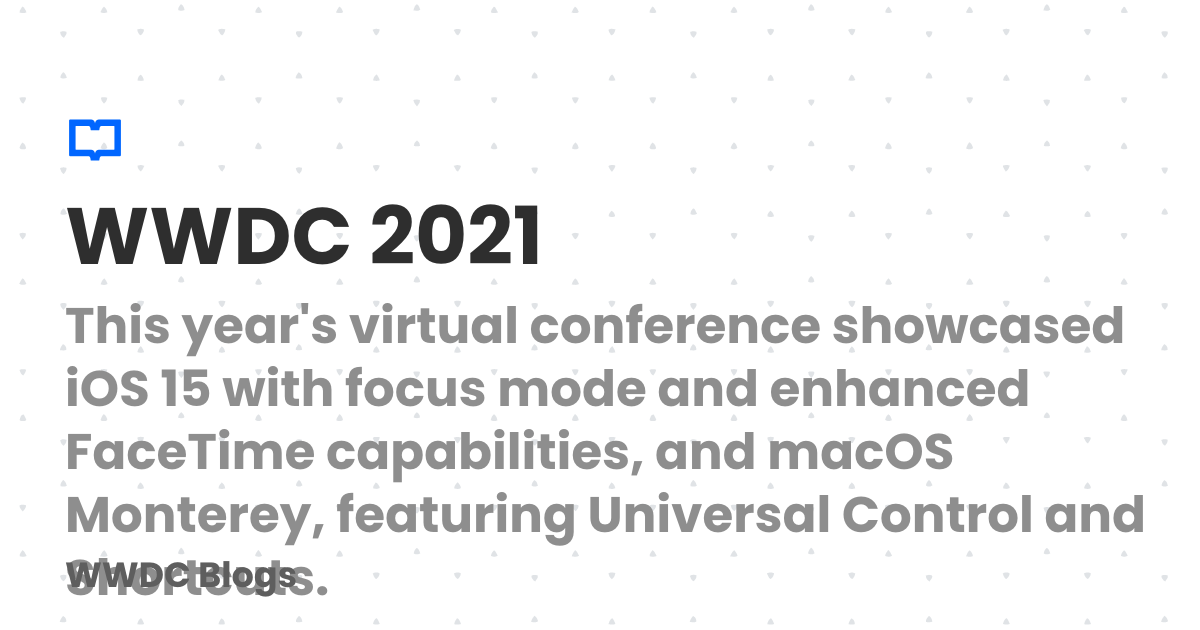 WWDC 2021
This year's virtual conference showcased
iOS 15 with focus mode and enhanced
FaceTime capabilities, and macOS
Monterey, featuring Universal Control and
Shortcuts.
WWDC Blogs